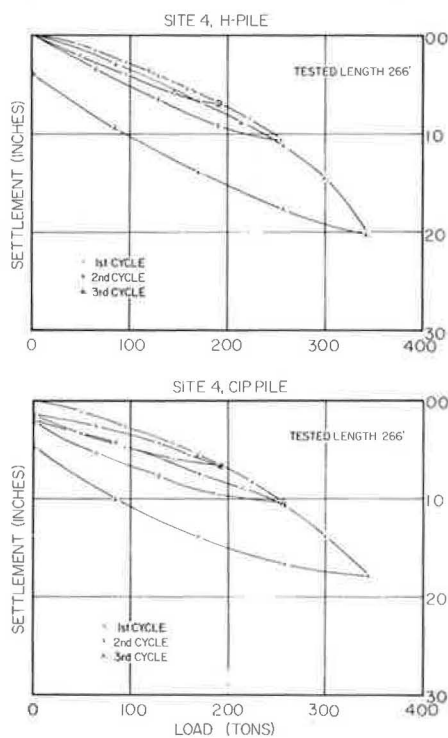 SITE 4, H-PILE
00
TESTED LENGTH 266'
10
SETTLEMENT (INCHES)
1st CYCLE
2nd CYCLE
3rd CYCLE
20
30
0 100 200 300 400
SITE 4, CIP PILE
00
TESTED LENGTH 266'
10
SETTLEMENT (INCHES)
1st CYCLE
2nd CYCLE
3rd CYCLE
20
30
0 100 200 300 400
LOAD (TONS)